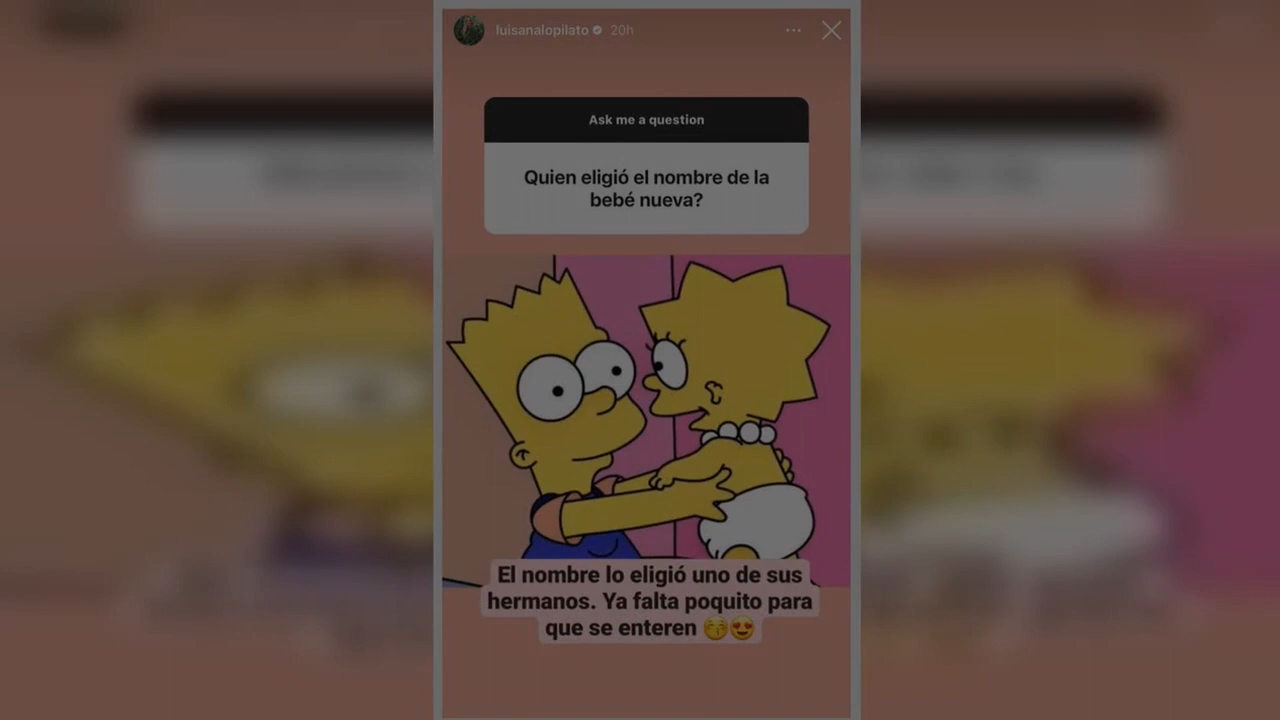 luisanalopilato 20h
Ask me a question
Quien eligió el nombre de la
bebé nueva?
El nombre lo eligió uno de sus
hermanos. Ya falta poquito para
que se enteren 😚😍